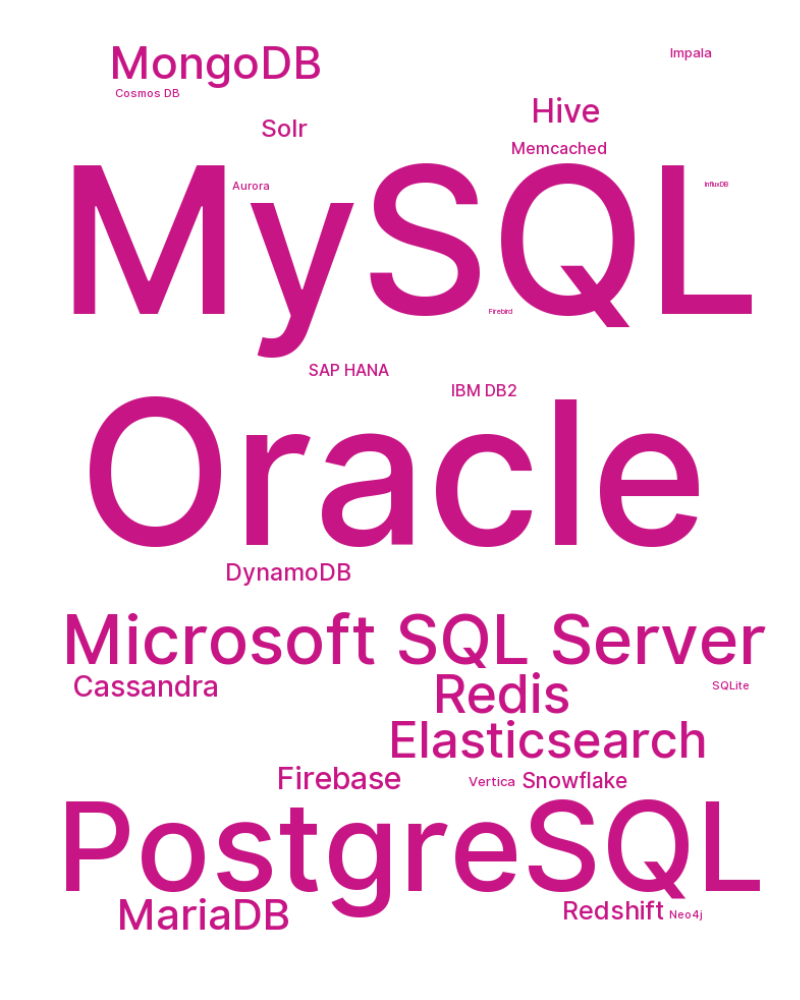 MongoDB
Impala
Cosmos DB
Hive
Solr
Memcached
MySQL
Aurora
InfluxDB
Firebird
SAP HANA
IBM DB2
Oracle
DynamoDB
Microsoft SQL Server
Cassandra
Redis
SQLite
Elasticsearch
Firebase
Vertica
Snowflake
PostgreSQL
MariaDB
Redshift
Neo4j